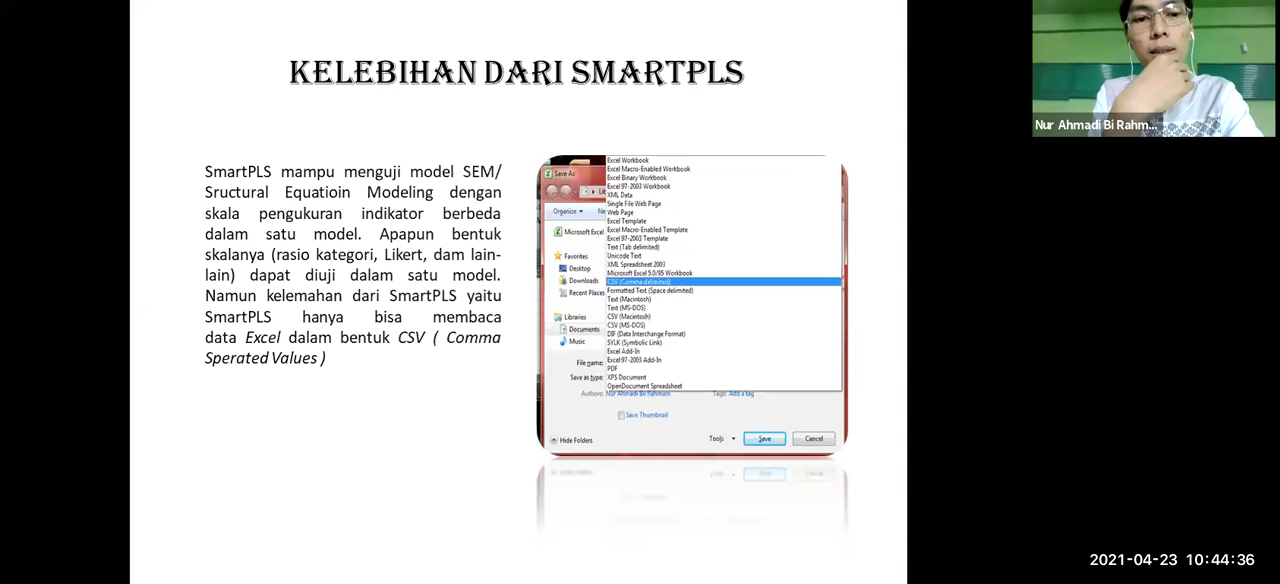 KELEBIHAN DARI SMARTPLS
SmartPLS mampu menguji model SEM/
Sructural Equatioin Modeling dengan
skala pengukuran indikator berbeda
dalam satu model. Apapun bentuk
skalanya (rasio kategori, Likert, dam lain-
lain) dapat diuji dalam satu model.
Namun kelemahan dari SmartPLS yaitu
SmartPLS hanya bisa membaca
data Excel dalam bentuk CSV ( Comma
Sperated Values )
Save As
Organize
Microsoft Excel
Favorites
Desktop
Downloads
Recent Places
Libraries
Documents
Music
Excel Workbook
Excel Macro-Enabled Workbook
Excel Binary Workbook
Excel 97-2003 Workbook
XML Data
Single File Web Page
Web Page
Excel Template
Excel Macro-Enabled Template
Excel 97-2003 Template
Text (Tab delimited)
Unicode Text
XML Spreadsheet 2003
Microsoft Excel 5.0/95 Workbook
CSV (Comma delimited)
Formatted Text (Space delimited)
Text (Macintosh)
Text (MS-DOS)
CSV (Macintosh)
CSV (MS-DOS)
DIF (Data Interchange Format)
SYLK (Symbolic Link)
Excel Add-In
Excel 97-2003 Add-In
PDF
XPS Document
OpenDocument Spreadsheet
File name:
Save as type:
Authors: Nur Ahmadi Bi Rahmani
Tags: Add a tag
Save Thumbnail
Hide Folders
Tools
Save
Cancel
Nur Ahmadi Bi Rahm...
2021-04-23 10:44:36